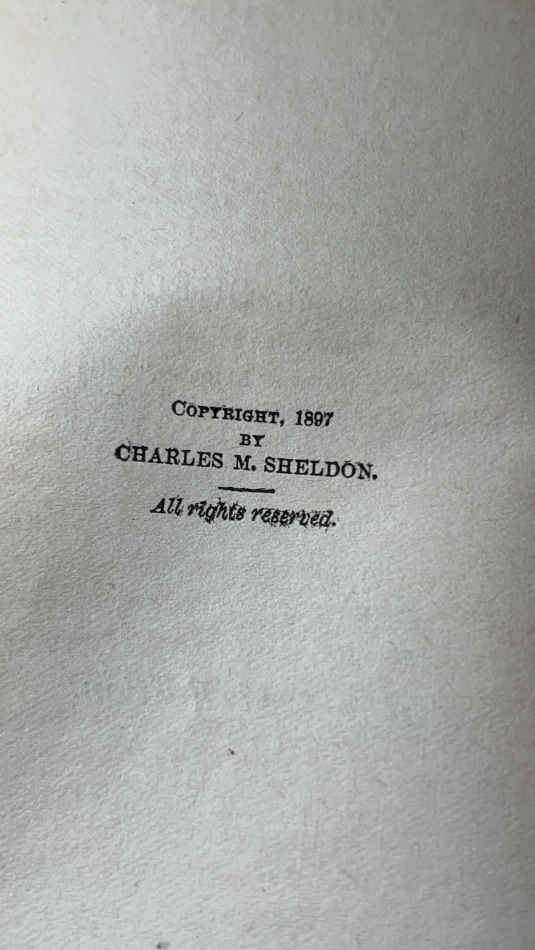 COPYRIGHT, 1897
BY
CHARLES M. SHELDON.
All rights reserved.